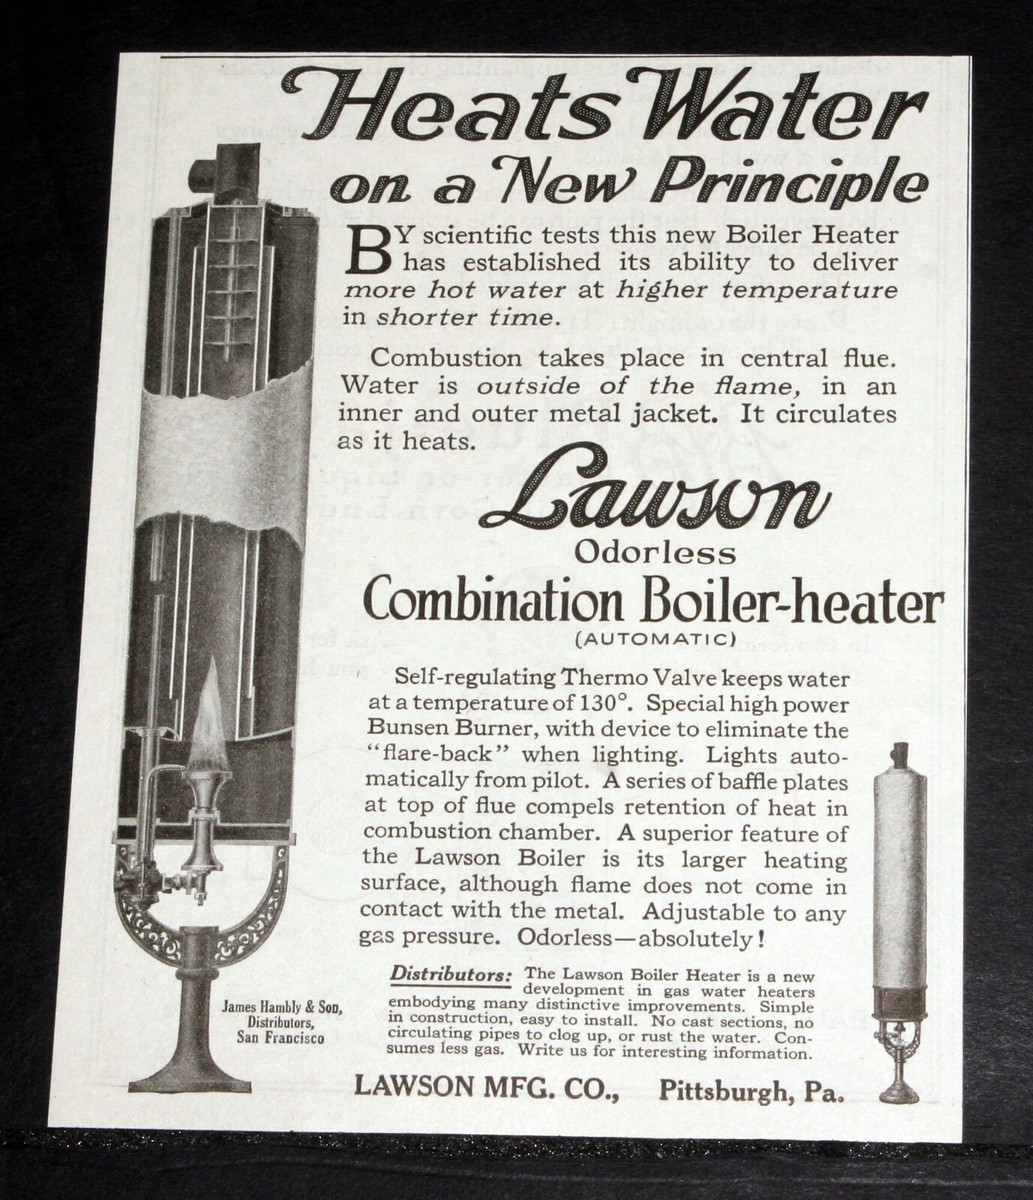 Heats Water
on a New Principle
BY scientific tests this new Boiler Heater
has established its ability to deliver
more hot water at higher temperature
in shorter time.
Combustion takes place in central flue.
Water is outside of the flame, in an
inner and outer metal jacket. It circulates
as it heats.
Lawson
Odorless
Combination Boiler-heater
(AUTOMATIC)
Self-regulating Thermo Valve keeps water
at a temperature of 130°. Special high power
Bunsen Burner, with device to eliminate the
“flare-back” when lighting. Lights auto-
matically from pilot. A series of baffle plates
at top of flue compels retention of heat in
combustion chamber. A superior feature of
the Lawson Boiler is its larger heating
surface, although flame does not come in
contact with the metal. Adjustable to any
gas pressure. Odorless—absolutely!
Distributors: The Lawson Boiler Heater is a new
development in gas water heaters
embodying many distinctive improvements. Simple
in construction, easy to install. No cast sections, no
circulating pipes to clog up, or rust the water. Con-
sumes less gas. Write us for interesting information.
James Hambly & Son,
Distributors,
San Francisco
LAWSON MFG. CO., Pittsburgh, Pa.